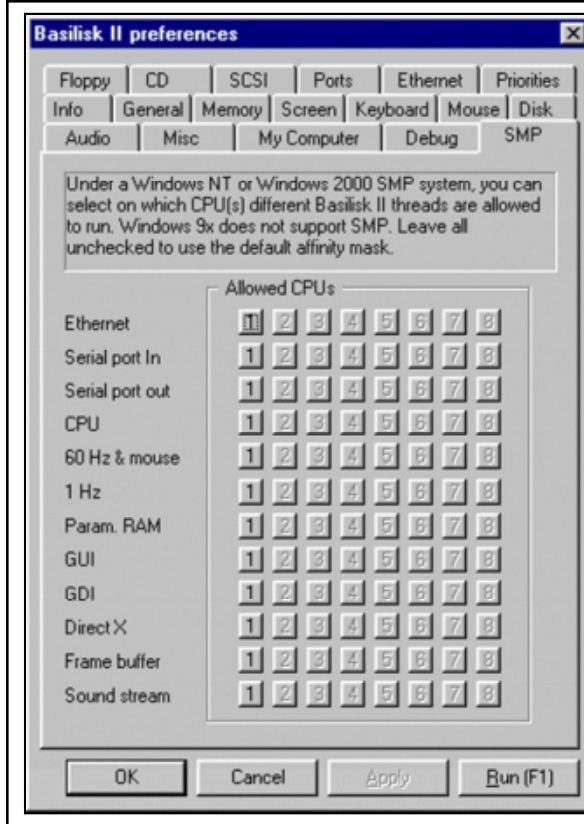 Basilisk II preferences
Floppy CD SCSI Ports Ethernet Priorities
Info General Memory Screen Keyboard Mouse Disk
Audio Misc My Computer Debug SMP
Under a Windows NT or Windows 2000 SMP system, you can
select on which CPU(s) different Basilisk II threads are allowed
to run. Windows 9x does not support SMP. Leave all
unchecked to use the default affinity mask.
Allowed CPUs
Ethernet 1 2 3 4 5 6 7 8
Serial port In 1 2 3 4 5 6 7 8
Serial port out 1 2 3 4 5 6 7 8
CPU 1 2 3 4 5 6 7 8
60 Hz & mouse 1 2 3 4 5 6 7 8
1 Hz 1 2 3 4 5 6 7 8
Param. RAM 1 2 3 4 5 6 7 8
GUI 1 2 3 4 5 6 7 8
GDI 1 2 3 4 5 6 7 8
Direct X 1 2 3 4 5 6 7 8
Frame buffer 1 2 3 4 5 6 7 8
Sound stream 1 2 3 4 5 6 7 8
OK Cancel Apply Run (F1)